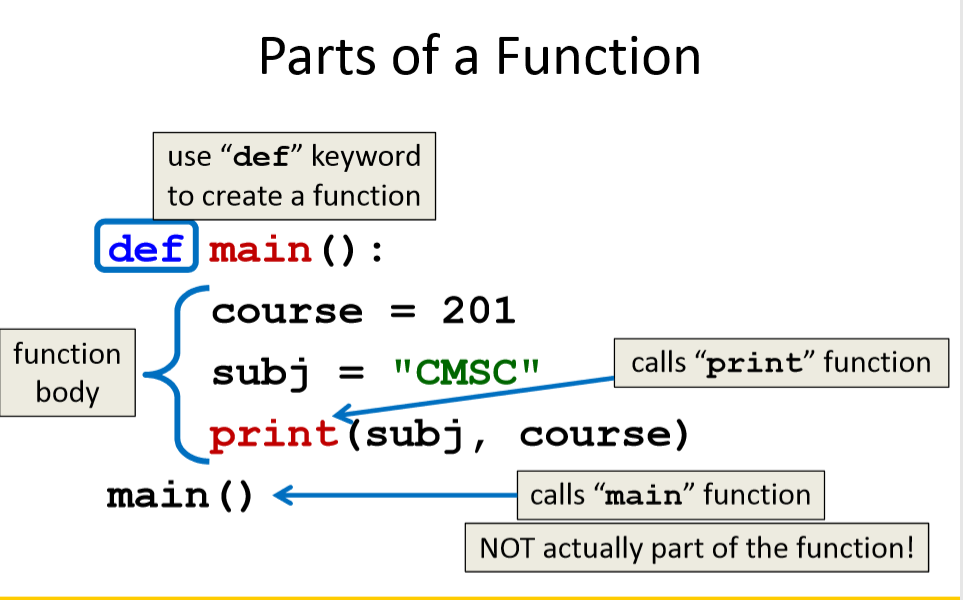 Parts of a Function
use “def” keyword
to create a function
def main():
course = 201
function
body
subj = "CMSC"
calls “print” function
print(subj, course)
main()
calls “main” function
NOT actually part of the function!